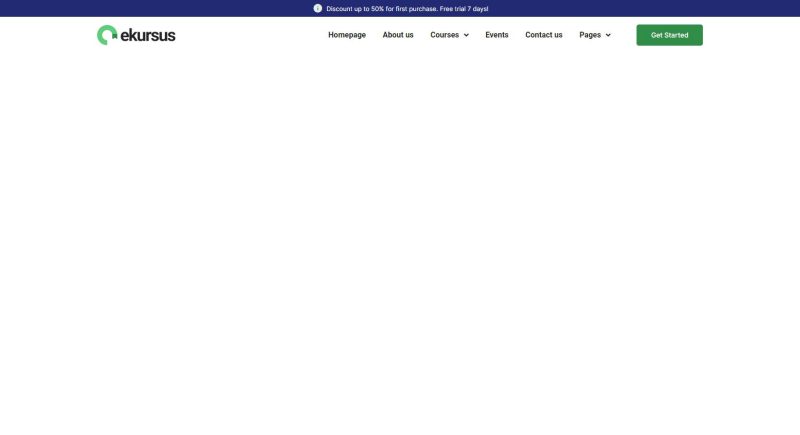 Discount up to 50% for first purchase. Free trial 7 days!
ekursus
Homepage About us Courses Events Contact us Pages Get Started